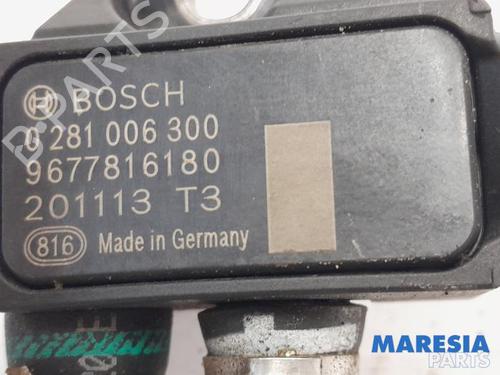 BOSCH
0 281 006 300
9677816180
201113 T3
816 Made in Germany
MARESIA
PARTS